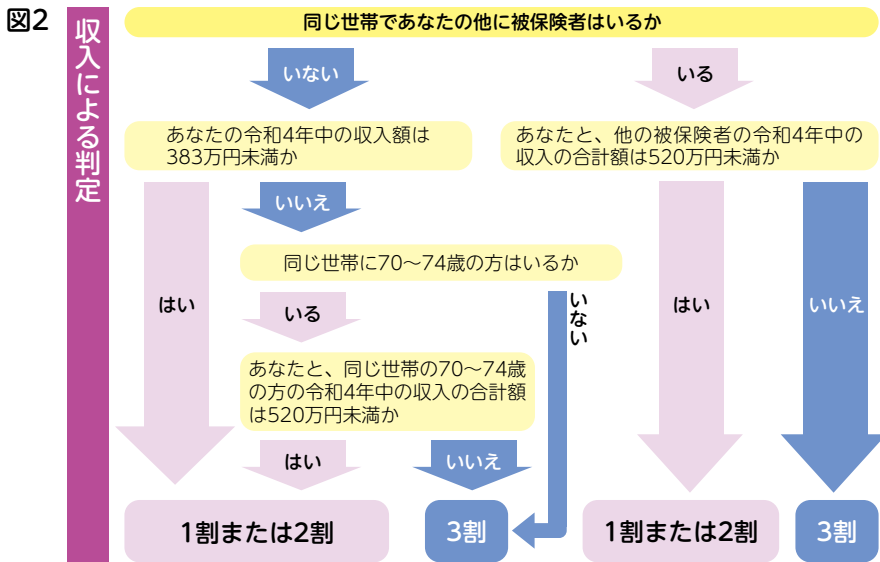 図2
収入による判定
同じ世帯であなたの他に被保険者はいるか
いない
いる
あなたの令和4年中の収入額は
383万円未満か
あなたと、他の被保険者の令和4年中の
収入の合計額は520万円未満か
いいえ
同じ世帯に70〜74歳の方はいるか
はい
いる
いない
はい
いいえ
あなたと、同じ世帯の70〜74歳
の方の令和4年中の収入の合計額
は520万円未満か
はい
いいえ
1割または2割
3割
1割または2割
3割